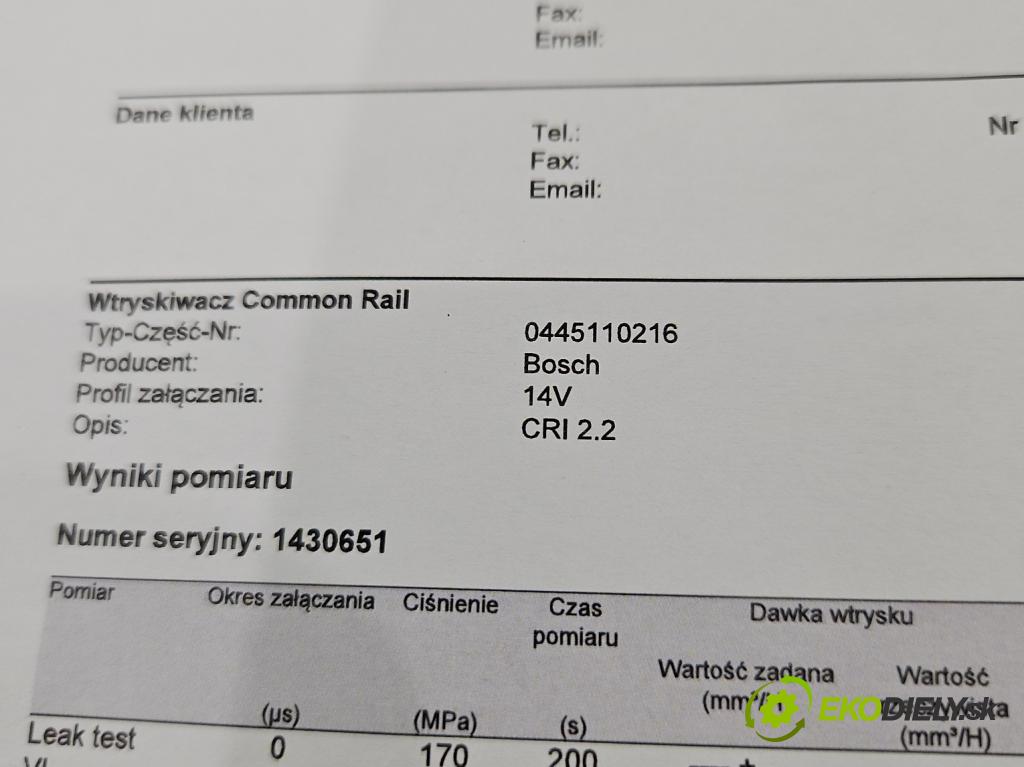 Fax:
Email:
Dane klienta
Tel.:
Nr
Fax:
Email:
Wtryskiwacz Common Rail
Typ-Część-Nr: 0445110216
Producent: Bosch
Profil załączania: 14V
Opis: CRI 2.2
Wyniki pomiaru
Numer seryjny: 1430651
Pomiar Okres załączania Ciśnienie Czas pomiaru Dawka wtrysku
Wartość zadana Wartość
(µs) (MPa) (s) (mm³/H)
Leak test 0 170 200
VL
EKODIELY.sk